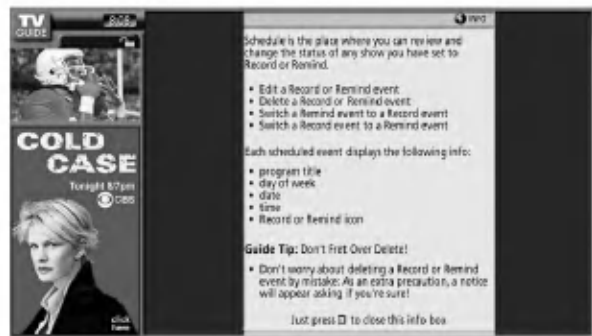 TV
GUIDE
INFO
Schedule is the place where you can review and
change the status of any show you have set to
Record or Remind.
• Edit a Record or Remind event
• Delete a Record or Remind event
• Switch a Remind event to a Record event
• Switch a Record event to a Remind event
Each scheduled event displays the following info:
• program title
• day of week
• date
• time
• Record or Remind icon
Guide Tip: Don't Fret Over Delete!
• Don't worry about deleting a Record or Remind
event by mistake: As an extra precaution, a notice
will appear asking if you're sure!
Just press to close this info box
COLD
CASE
Tonight 8/7pm
CBS
click
here